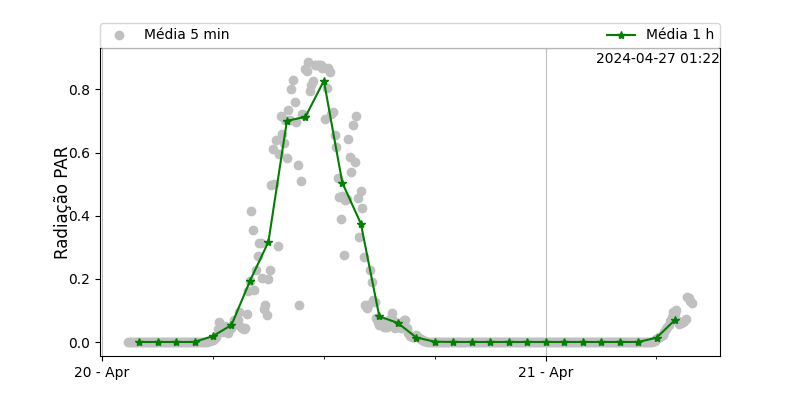 Média 5 min
Média 1 h
2024-04-27 01:22
Radiação PAR
0.8
0.6
0.4
0.2
0.0
20 - Apr
21 - Apr